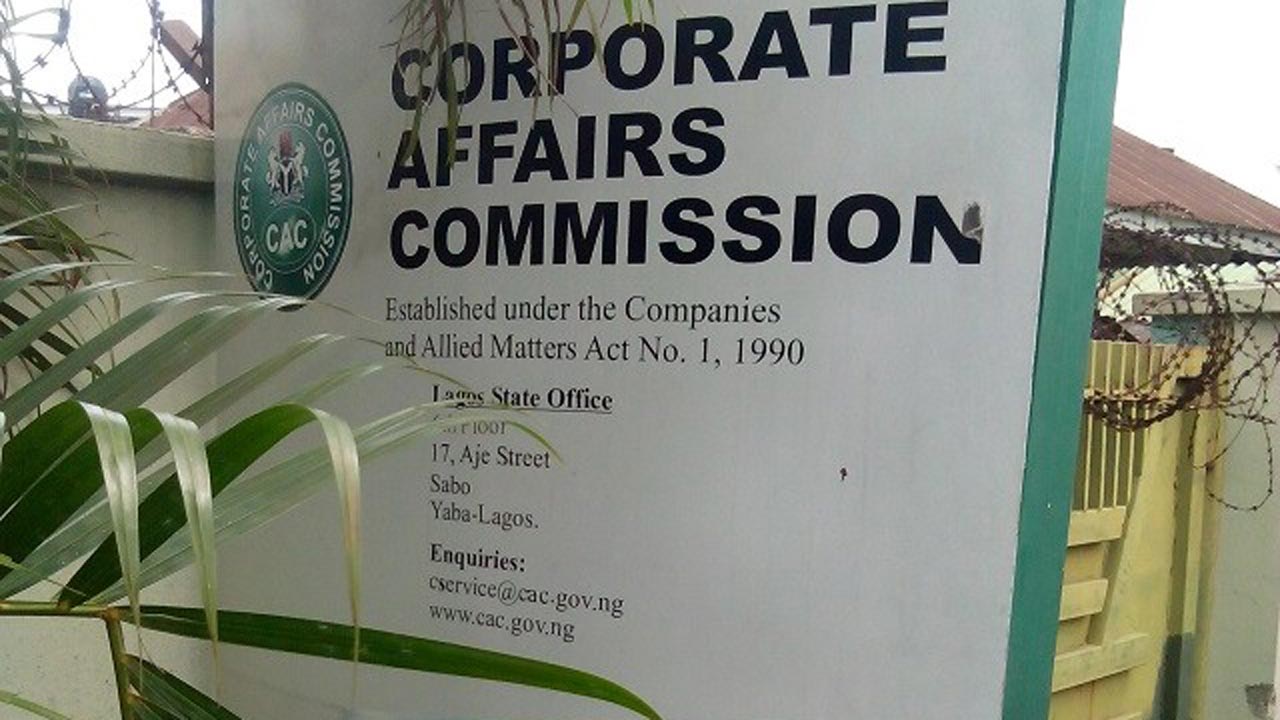 CORPORATE
AFFAIRS
COMMISSION
CORPORATE AFFAIRS COMMISSION
CAC
Established under the Companies
and Allied Matters Act No. 1, 1990
Lagos State Office
Floor
17, Aje Street
Sabo
Yaba-Lagos.
Enquiries:
cservice@cac.gov.ng
www.cac.gov.ng